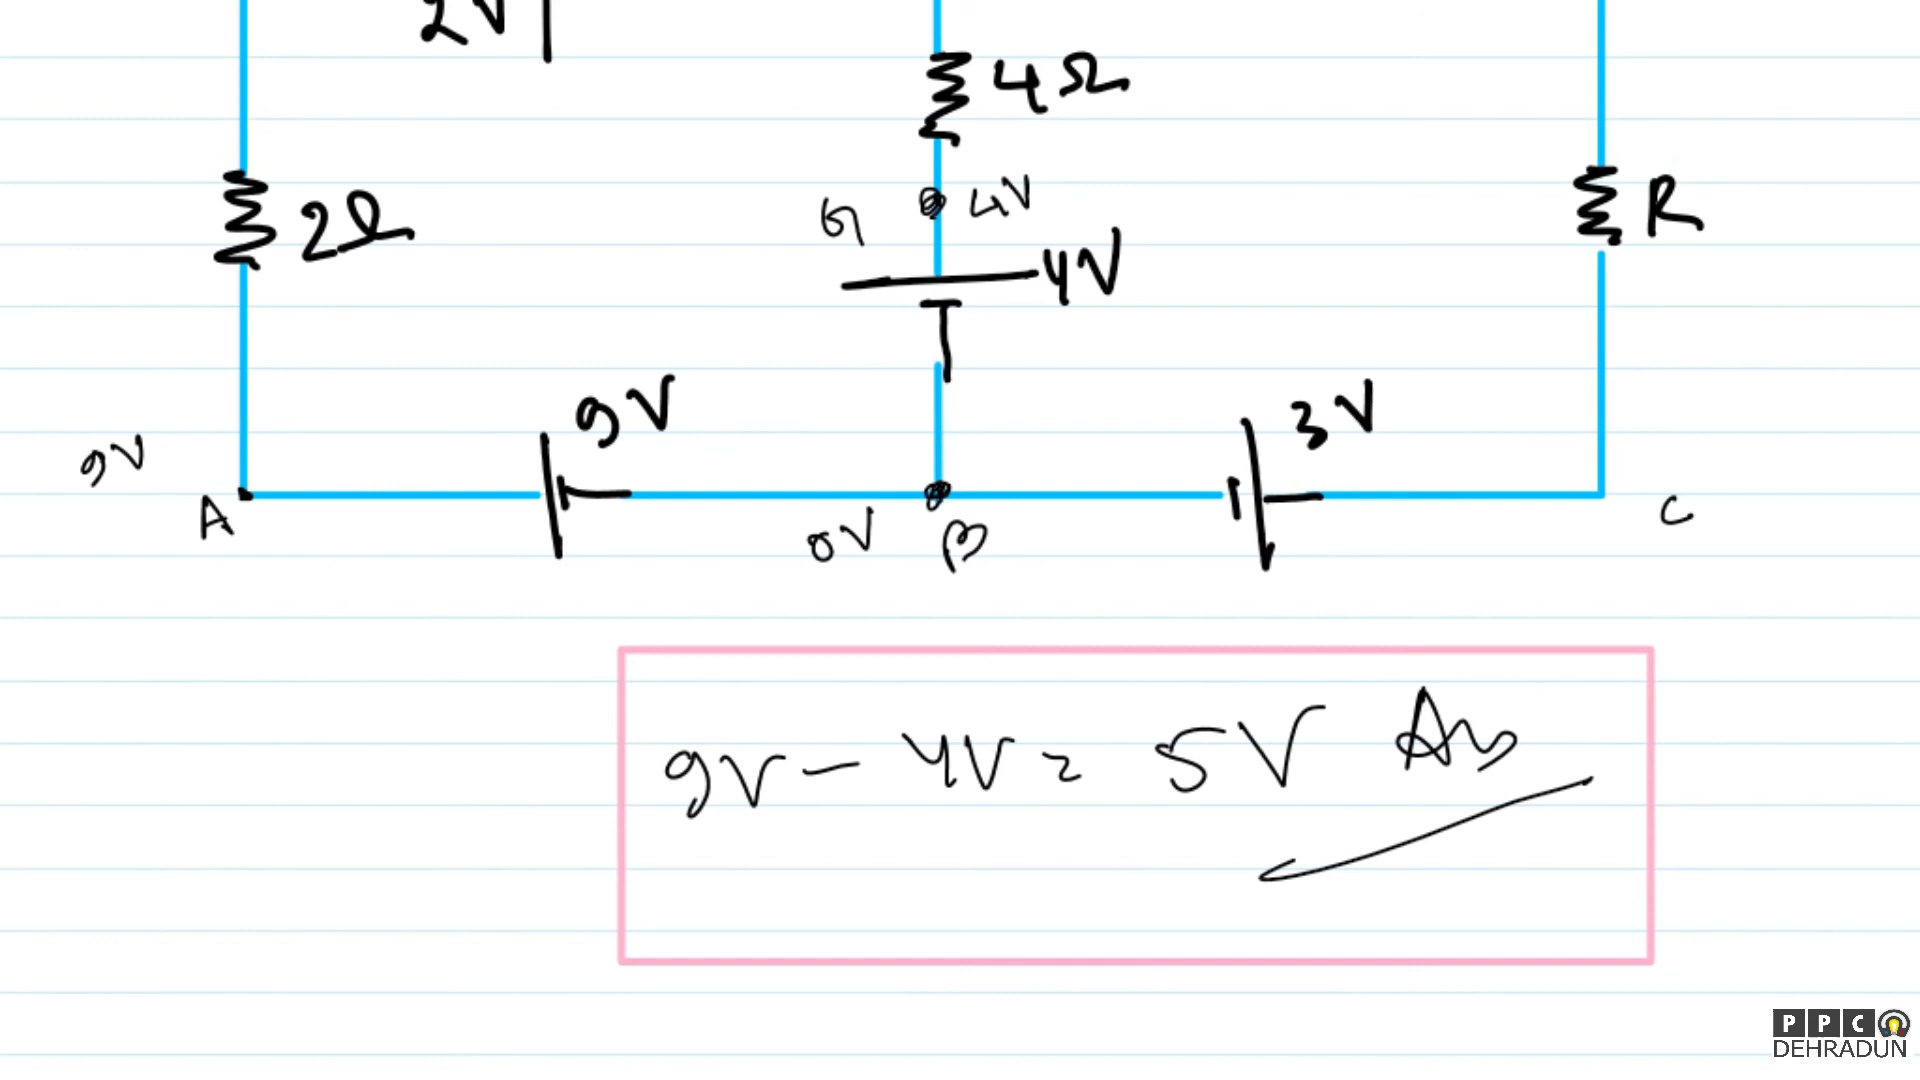 2V
4Ω
2Ω
G 4V
4V
R
9V
9V
3V
A
0V B
C
9V - 4V = 5V Ans
PPC
DEHRADUN